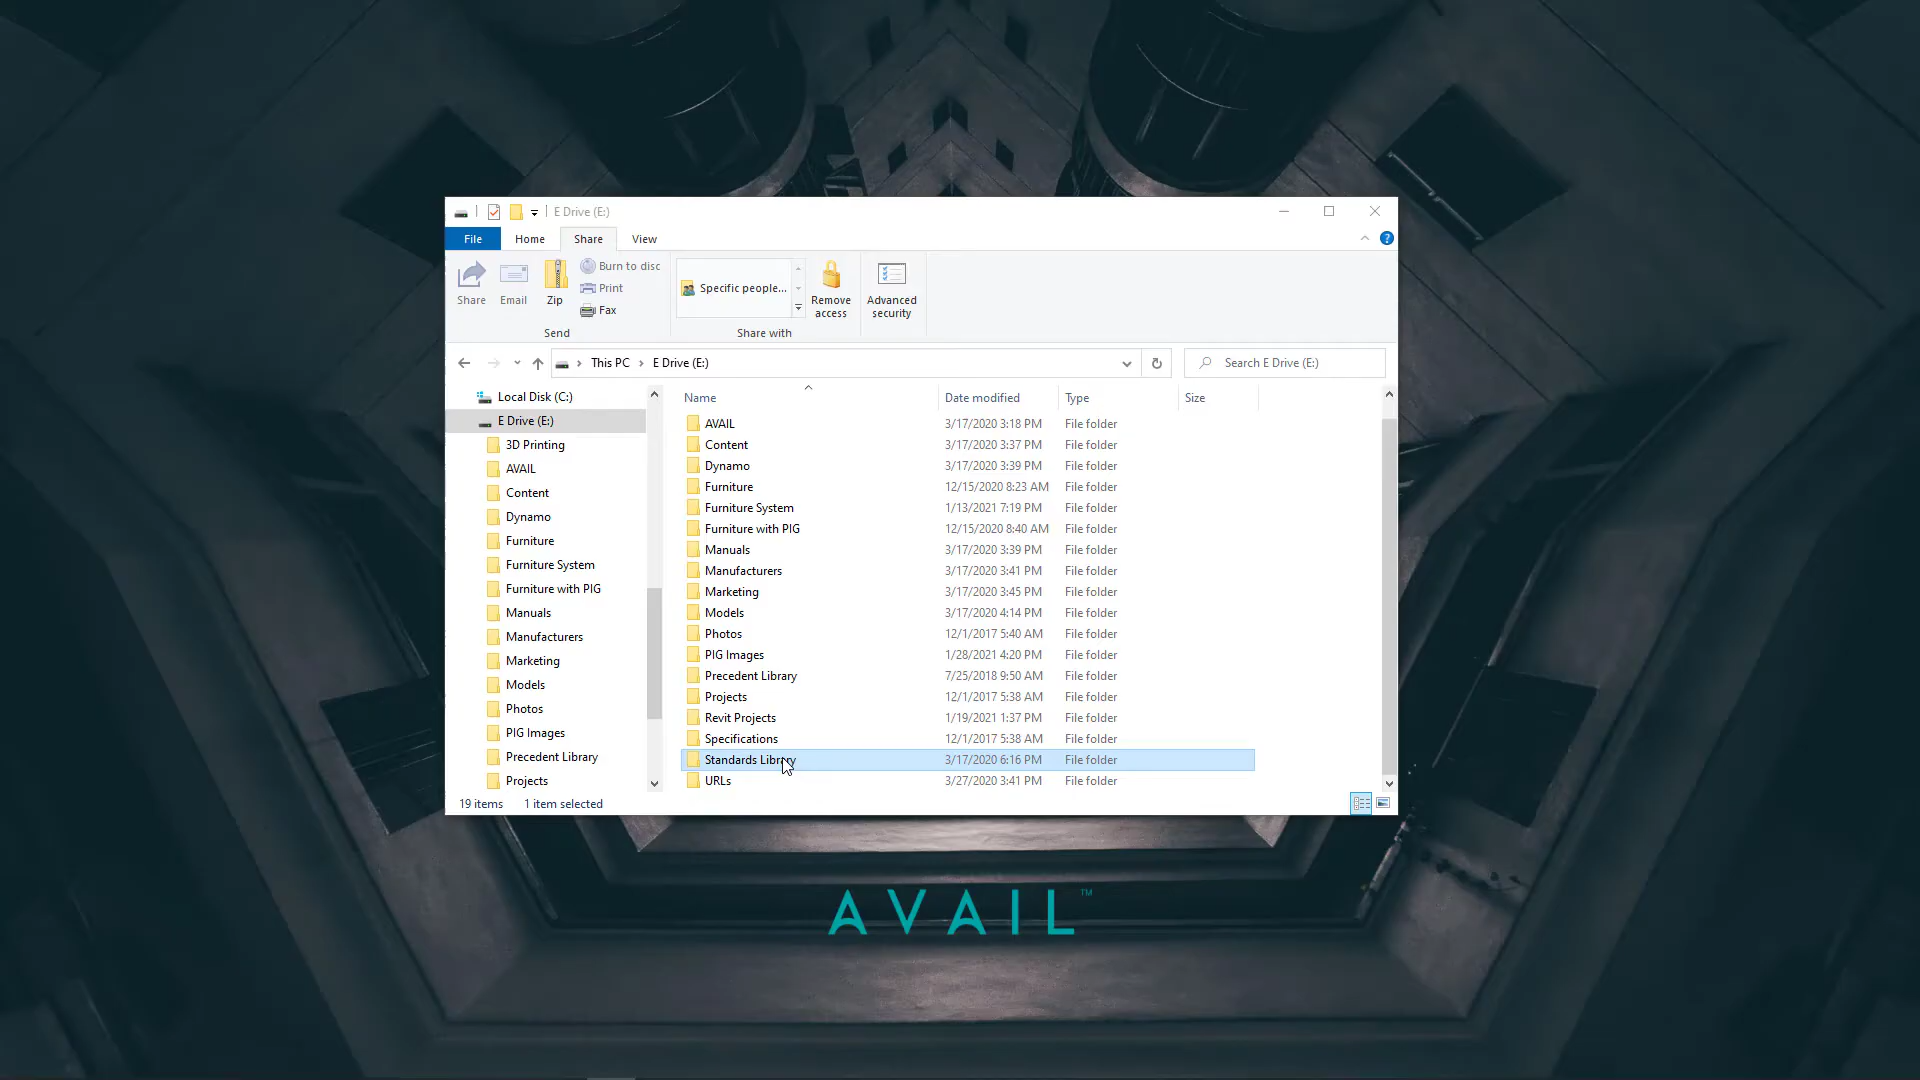 E Drive (E:)
File Home Share View
Share Email Zip
Burn to disc
Print
Fax
Send
Specific people...
Share with
Remove access
Advanced security
This PC E Drive (E:)
Search E Drive (E:)
Local Disk (C:)
E Drive (E:)
3D Printing
AVAIL
Content
Dynamo
Furniture
Furniture System
Furniture with PIG
Manuals
Manufacturers
Marketing
Models
Photos
PIG Images
Precedent Library
Projects
Name Date modified Type Size
AVAIL 3/17/2020 3:18 PM File folder
Content 3/17/2020 3:37 PM File folder
Dynamo 3/17/2020 3:39 PM File folder
Furniture 12/15/2020 8:23 AM File folder
Furniture System 1/13/2021 7:19 PM File folder
Furniture with PIG 12/15/2020 8:40 AM File folder
Manuals 3/17/2020 3:39 PM File folder
Manufacturers 3/17/2020 3:41 PM File folder
Marketing 3/17/2020 3:45 PM File folder
Models 3/17/2020 4:14 PM File folder
Photos 12/1/2017 5:40 AM File folder
PIG Images 1/28/2021 4:20 PM File folder
Precedent Library 7/25/2018 9:50 AM File folder
Projects 12/1/2017 5:38 AM File folder
Revit Projects 1/19/2021 1:37 PM File folder
Specifications 12/1/2017 5:38 AM File folder
Standards Library 3/17/2020 6:16 PM File folder
URLs 3/27/2020 3:41 PM File folder
19 items 1 item selected
AVAIL™